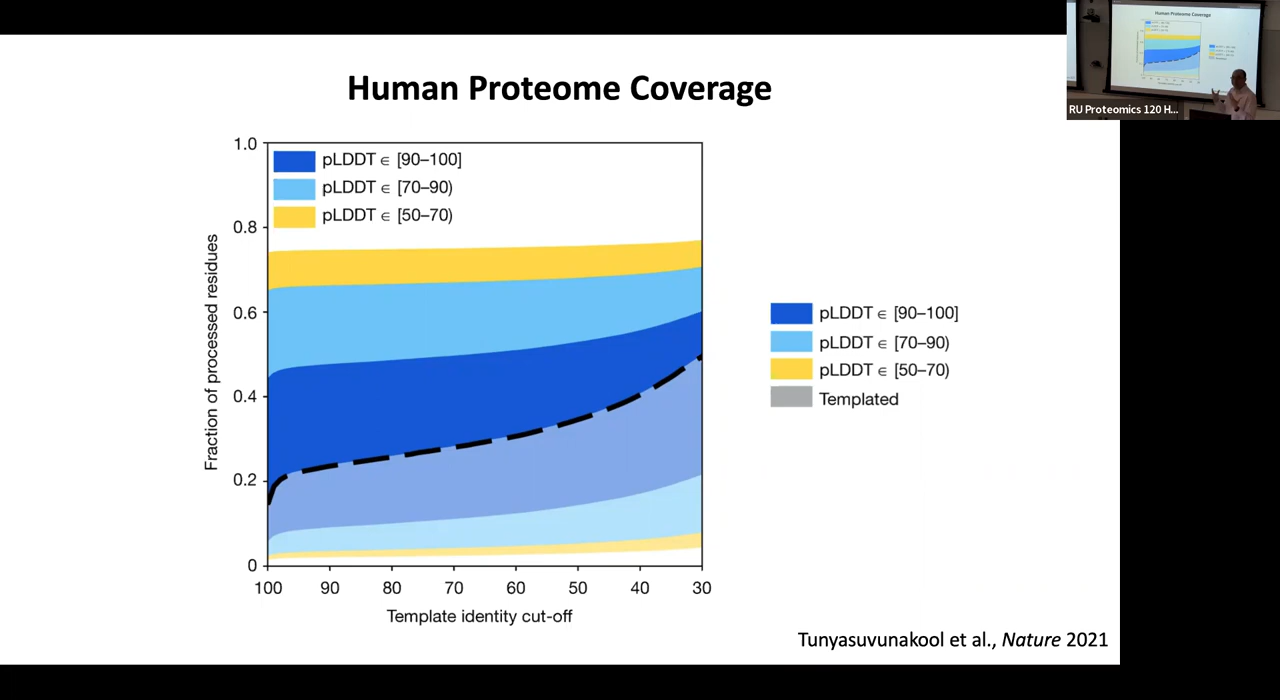 Human Proteome Coverage
RU Proteomics 120 H...
1.0
0.8
0.6
0.4
0.2
0
Fraction of processed residues
pLDDT ∈ [90–100]
pLDDT ∈ [70–90)
pLDDT ∈ [50–70)
100 90 80 70 60 50 40 30
Template identity cut-off
pLDDT ∈ [90–100]
pLDDT ∈ [70–90)
pLDDT ∈ [50–70)
Templated
Tunyasuvunakool et al., Nature 2021
Human Proteome Coverage